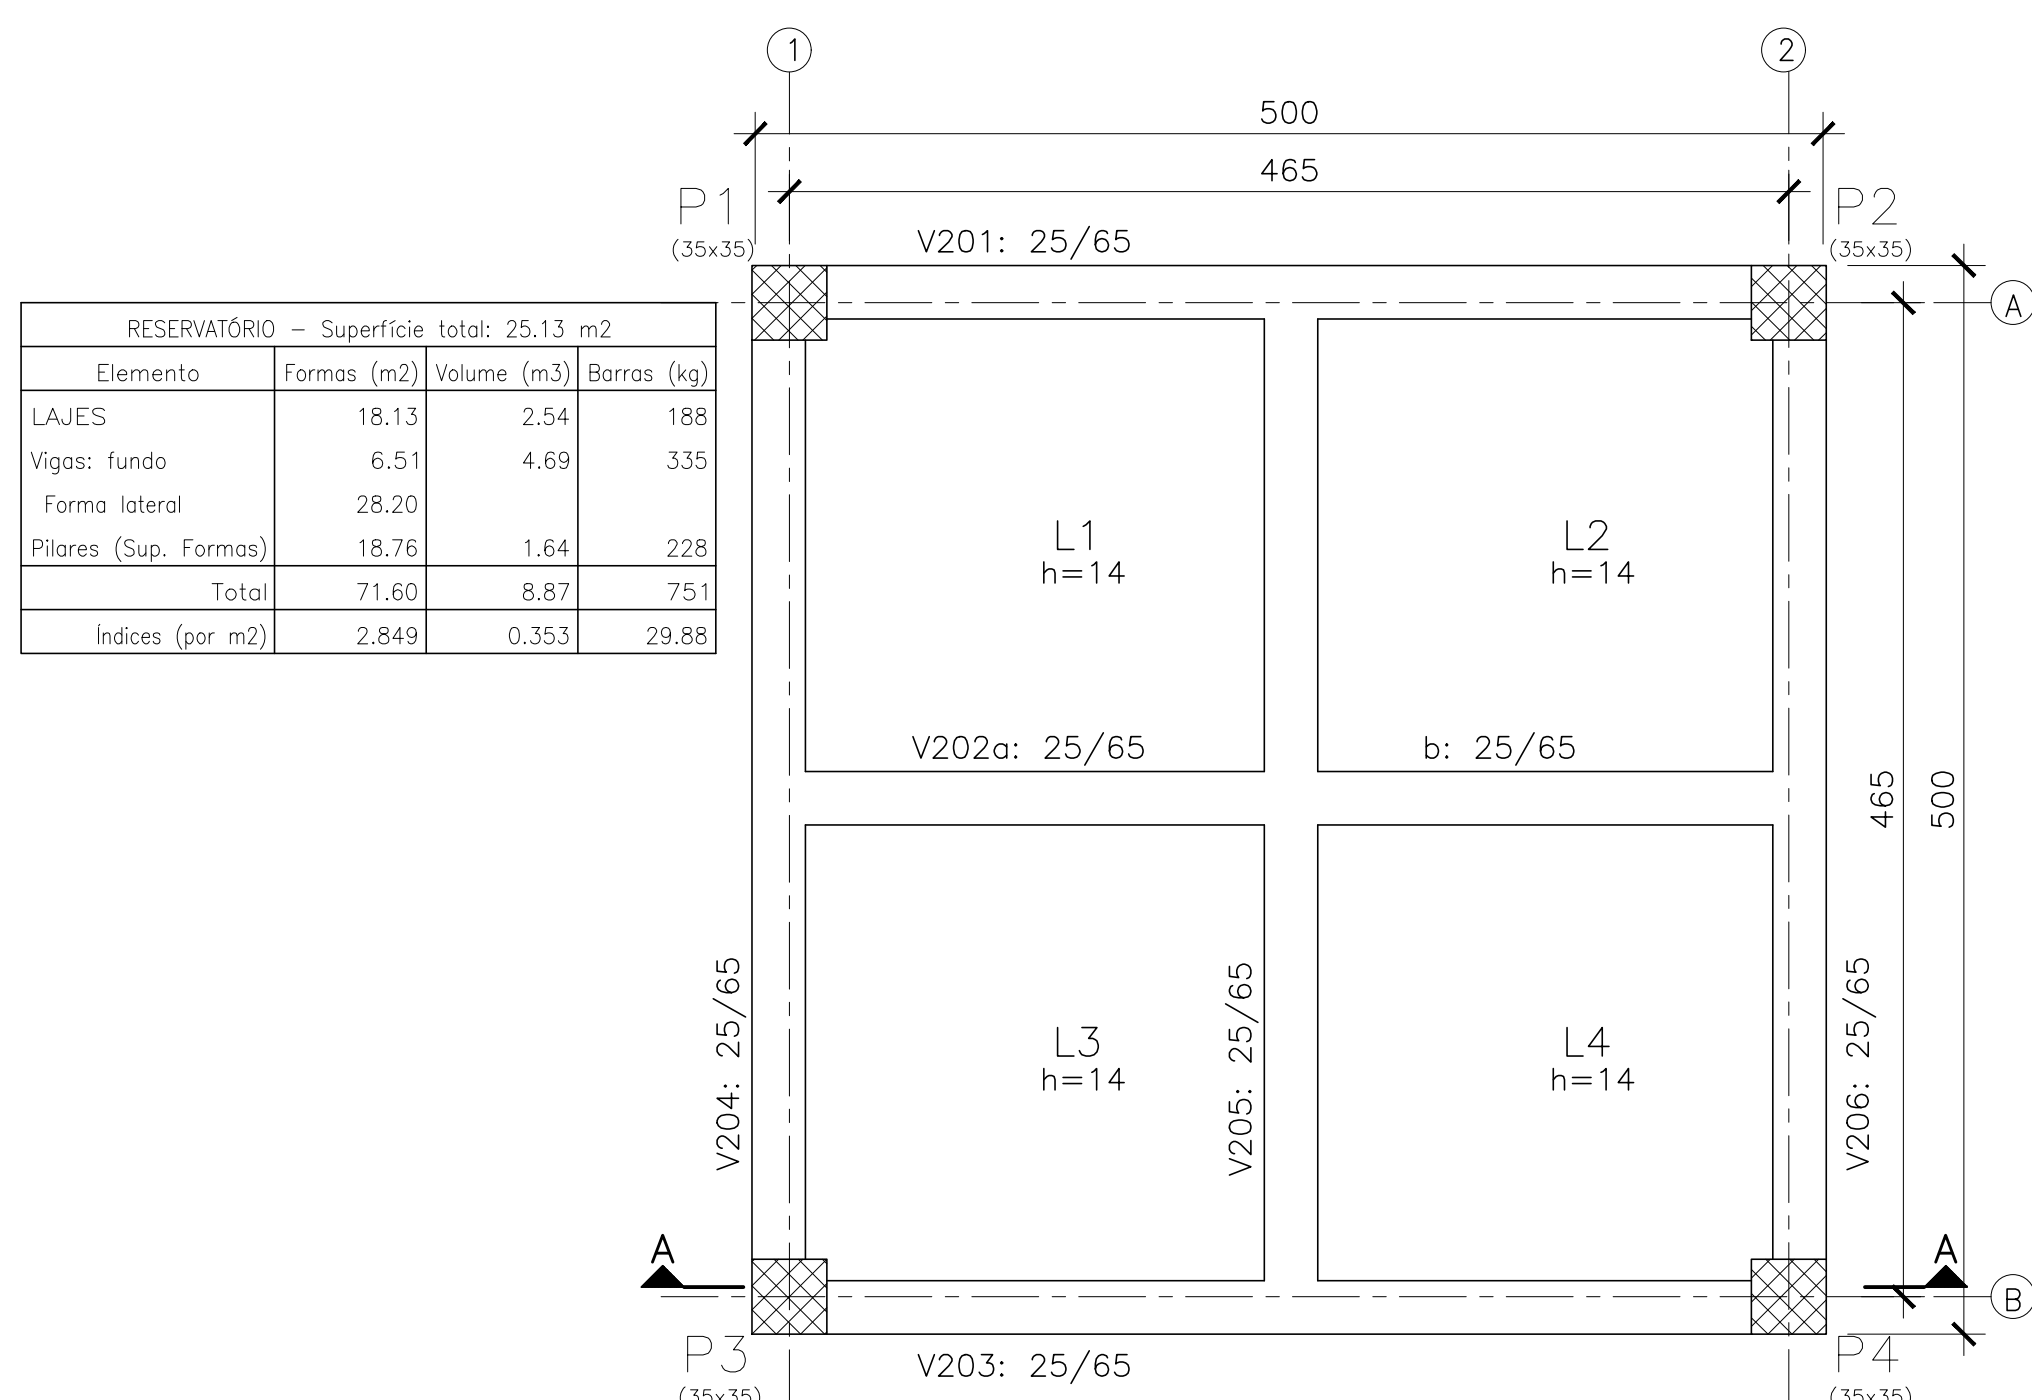 1
2
500
465
P1
(35x35)
P2
(35x35)
V201: 25/65
A
RESERVATÓRIO – Superfície total: 25.13 m2
Elemento Formas (m2) Volume (m3) Barras (kg)
LAJES 18.13 2.54 188
Vigas: fundo 6.51 4.69 335
Forma lateral 28.20
Pilares (Sup. Formas) 18.76 1.64 228
Total 71.60 8.87 751
Índices (por m2) 2.849 0.353 29.88
L1
h=14
L2
h=14
V202a: 25/65
b: 25/65
465
500
V204: 25/65
L3
h=14
V205: 25/65
L4
h=14
V206: 25/65
A
A
B
P3
(35x35)
V203: 25/65
P4
(35x35)